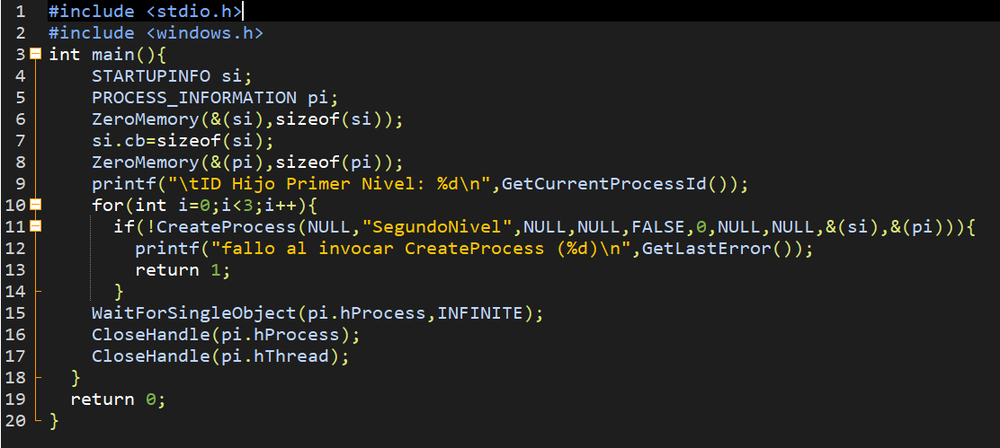 1 #include <stdio.h>
2 #include <windows.h>
3 int main(){
4 STARTUPINFO si;
5 PROCESS_INFORMATION pi;
6 ZeroMemory(&(si),sizeof(si));
7 si.cb=sizeof(si);
8 ZeroMemory(&(pi),sizeof(pi));
9 printf("\tID Hijo Primer Nivel: %d\n",GetCurrentProcessId());
10 for(int i=0;i<3;i++){
11 if(!CreateProcess(NULL,"SegundoNivel",NULL,NULL,FALSE,0,NULL,NULL,&(si),&(pi))){
12 printf("fallo al invocar CreateProcess (%d)\n",GetLastError());
13 return 1;
14 }
15 WaitForSingleObject(pi.hProcess,INFINITE);
16 CloseHandle(pi.hProcess);
17 CloseHandle(pi.hThread);
18 }
19 return 0;
20 }